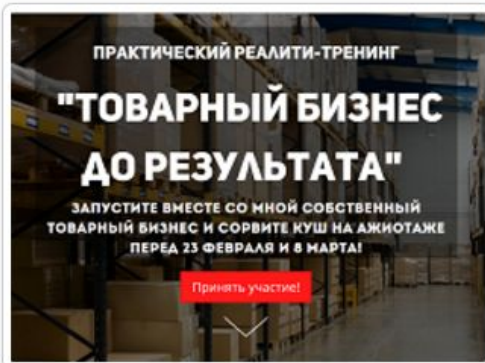 ПРАКТИЧЕСКИЙ РЕАЛИТИ-ТРЕНИНГ
"ТОВАРНЫЙ БИЗНЕС
ДО РЕЗУЛЬТАТА"
ЗАПУСТИТЕ ВМЕСТЕ СО МНОЙ СОБСТВЕННЫЙ
ТОВАРНЫЙ БИЗНЕС И СОРВИТЕ КУШ НА АЖИОТАЖЕ
ПЕРЕД 23 ФЕВРАЛЯ И 8 МАРТА!
Принять участие!